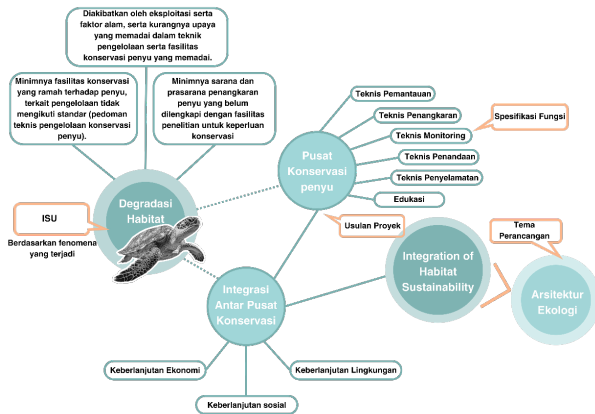 Diakibatkan oleh eksploitasi serta
faktor alam, serta kurangnya upaya
yang memadai dalam teknik
pengelolaan serta fasilitas
konservasi penyu yang memadai.
Minimnya fasilitas konservasi
yang ramah terhadap penyu,
terkait pengelolaan tidak
mengikuti standar (pedoman
teknis pengelolaan konservasi
penyu).
Minimnya sarana dan
prasarana penangkaran
penyu yang belum
dilengkapi dengan fasilitas
penelitian untuk keperluan
konservasi
Teknis Pemantauan
Teknis Penangkaran
Spesifikasi Fungsi
Teknis Monitoring
Teknis Penandaan
Teknis Penyelamatan
Edukasi
Pusat
Konservasi
penyu
Degradasi
Habitat
ISU
Berdasarkan fenomena
yang terjadi
Usulan Proyek
Tema
Perancangan
Integration of
Habitat
Sustainability
Arsitektur
Ekologi
Integrasi
Antar Pusat
Konservasi
Keberlanjutan Ekonomi
Keberlanjutan Lingkungan
Keberlanjutan sosial